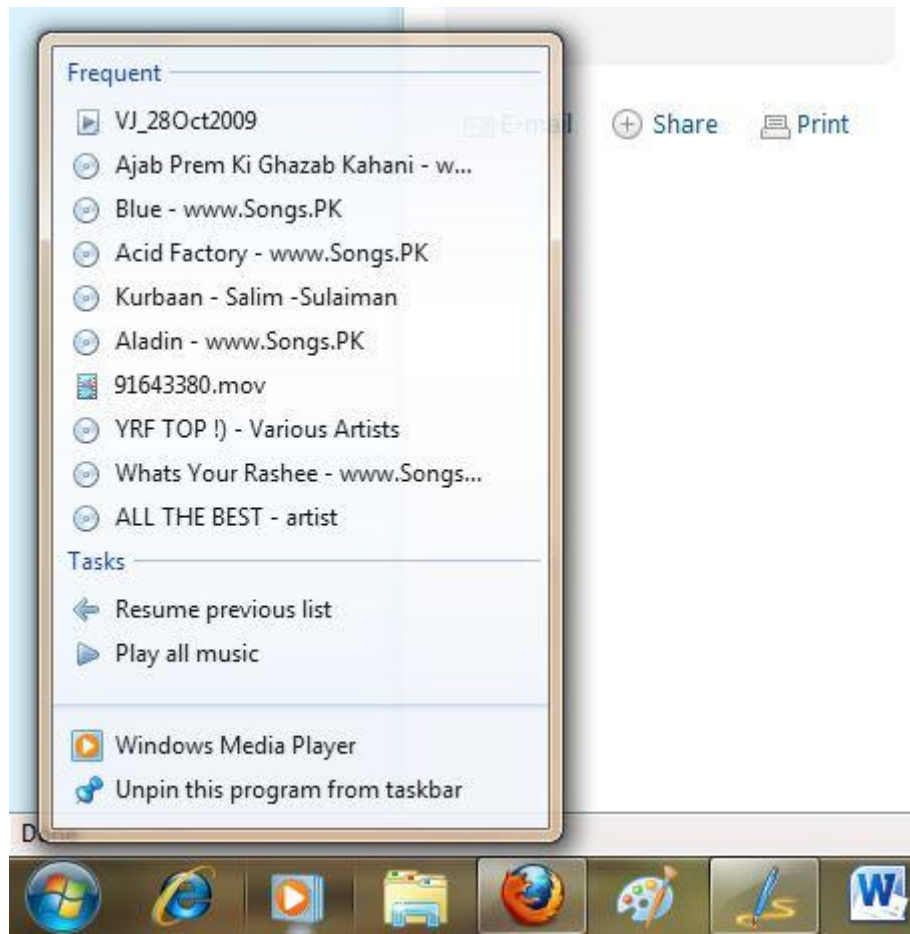 Frequent
VJ_28Oct2009
E-mail
Share
Print
Ajab Prem Ki Ghazab Kahani - w...
Blue - www.Songs.PK
Acid Factory - www.Songs.PK
Kurbaan - Salim -Sulaiman
Aladin - www.Songs.PK
91643380.mov
YRF TOP !) - Various Artists
Whats Your Rashee - www.Songs...
ALL THE BEST - artist
Tasks
Resume previous list
Play all music
Windows Media Player
Unpin this program from taskbar
Done
W